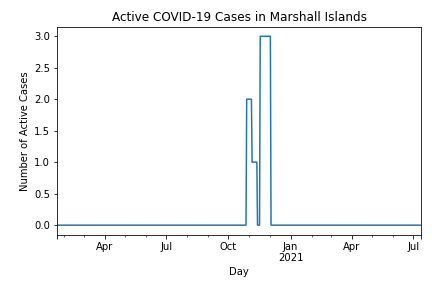 Active COVID-19 Cases in Marshall Islands
Number of Active Cases
3.0
2.5
2.0
1.5
1.0
0.5
0.0
Apr Jul Oct Jan Apr Jul
2021
Day